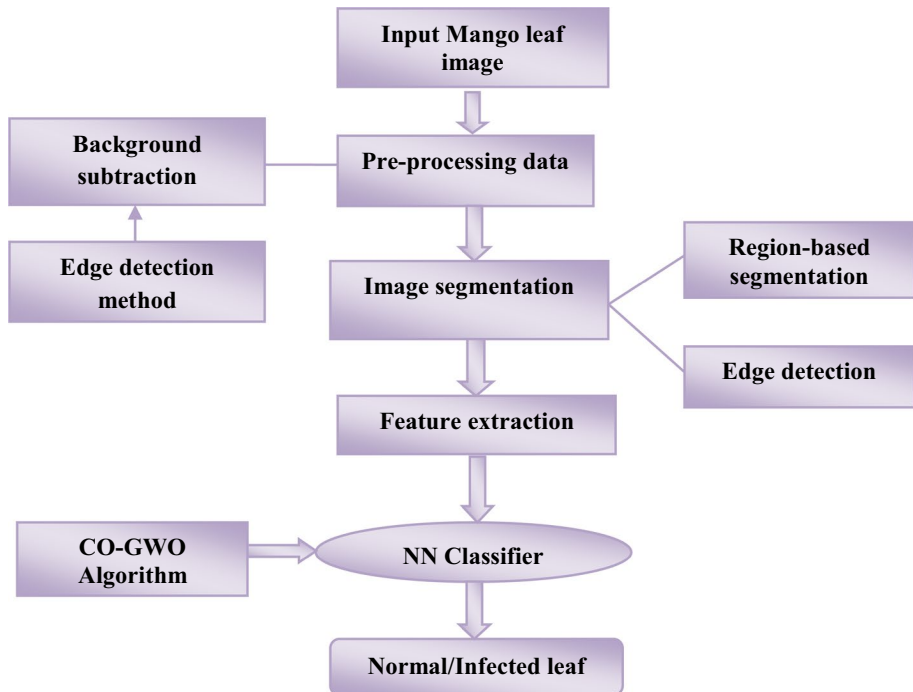 Input Mango leaf
image
Background
subtraction
Pre-processing data
Edge detection
method
Image segmentation
Region-based
segmentation
Edge detection
Feature extraction
CO-GWO
Algorithm
NN Classifier
Normal/Infected leaf